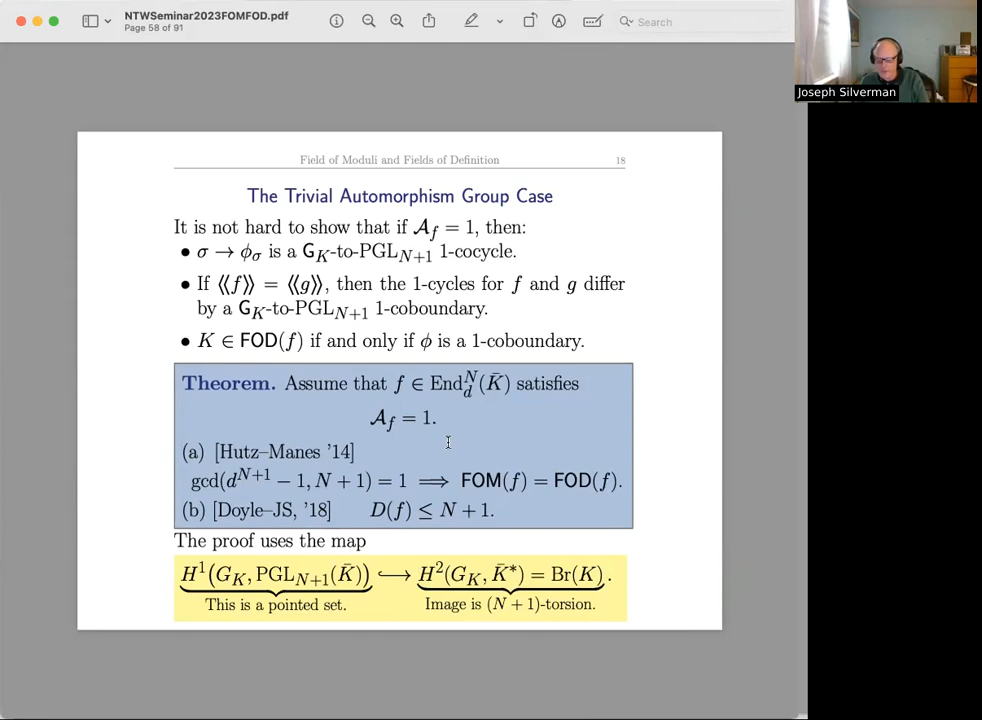 NTWSeminar2023FOMFOD.pdf
Page 58 of 91
Search
Joseph Silverman
Field of Moduli and Fields of Definition 18
The Trivial Automorphism Group Case
It is not hard to show that if 𝒜_f = 1, then:
• σ → ϕ_σ is a G_K-to-PGL_{N+1} 1-cocycle.
• If ⟪f⟫ = ⟪g⟫, then the 1-cycles for f and g differ
by a G_K-to-PGL_{N+1} 1-coboundary.
• K ∈ FOD(f) if and only if ϕ is a 1-coboundary.
Theorem. Assume that f ∈ End_d^N(K̄) satisfies
𝒜_f = 1.
(a) [Hutz–Manes '14]
gcd(d^{N+1} − 1, N + 1) = 1 ⟹ FOM(f) = FOD(f).
(b) [Doyle–JS, '18] D(f) ≤ N + 1.
The proof uses the map
H^1(G_K, PGL_{N+1}(K̄)) ↪ H^2(G_K, K̄*) = Br(K).
This is a pointed set. Image is (N + 1)-torsion.